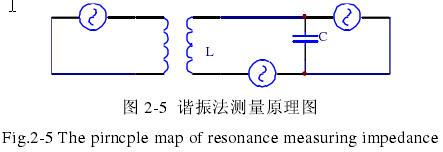 C
L
图 2-5 谐振法测量原理图
Fig.2-5 The pirncple map of resonance measuring impedance